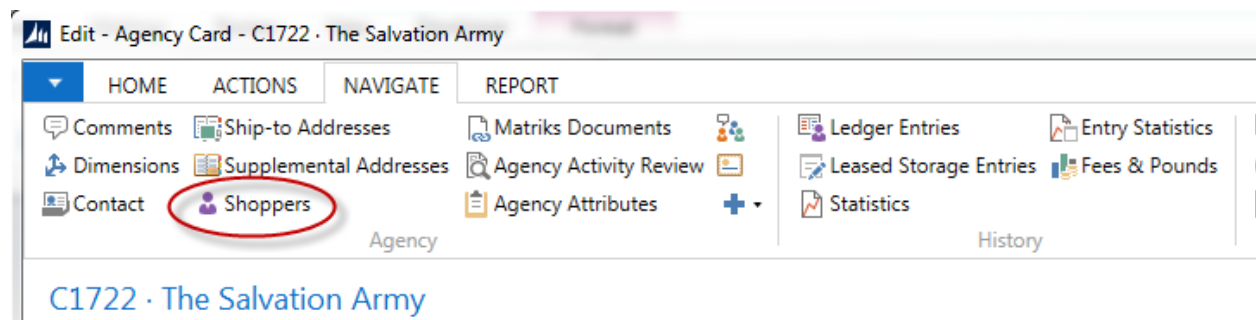 Edit - Agency Card - C1722 · The Salvation Army
HOME ACTIONS NAVIGATE REPORT
Comments Ship-to Addresses Matriks Documents Ledger Entries Entry Statistics
Dimensions Supplemental Addresses Agency Activity Review Leased Storage Entries Fees & Pounds
Contact Shoppers Agency Attributes Statistics
Agency History
C1722 · The Salvation Army